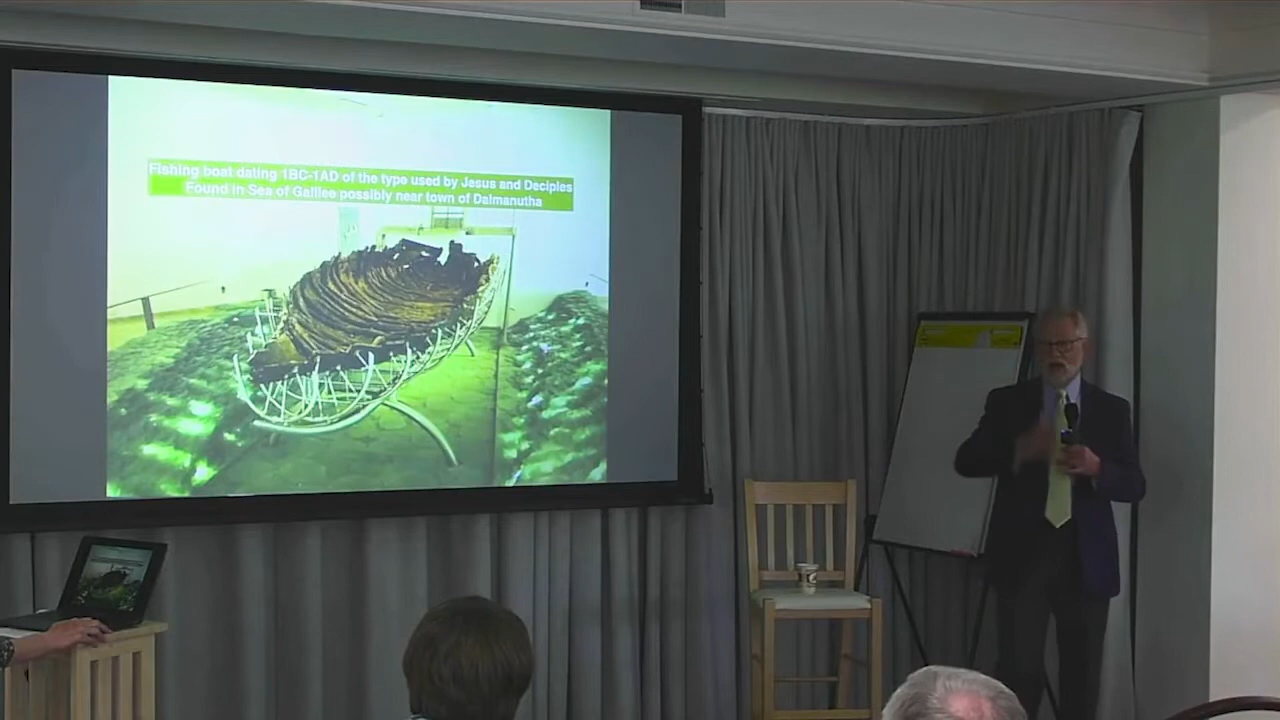 Fishing boat dating 1BC-1AD of the type used by Jesus and Deciples
Found in Sea of Galilee possibly near town of Dalmanutha